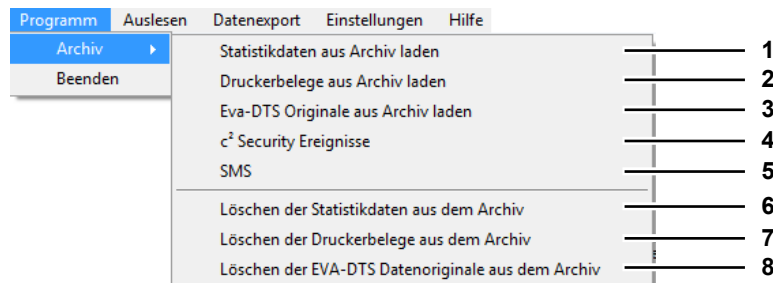 Programm Auslesen Datenexport Einstellungen Hilfe
Archiv Statistikdaten aus Archiv laden 1
Beenden Druckerbelege aus Archiv laden 2
Eva-DTS Originale aus Archiv laden 3
c² Security Ereignisse 4
SMS 5
Löschen der Statistikdaten aus dem Archiv 6
Löschen der Druckerbelege aus dem Archiv 7
Löschen der EVA-DTS Datenoriginale aus dem Archiv 8